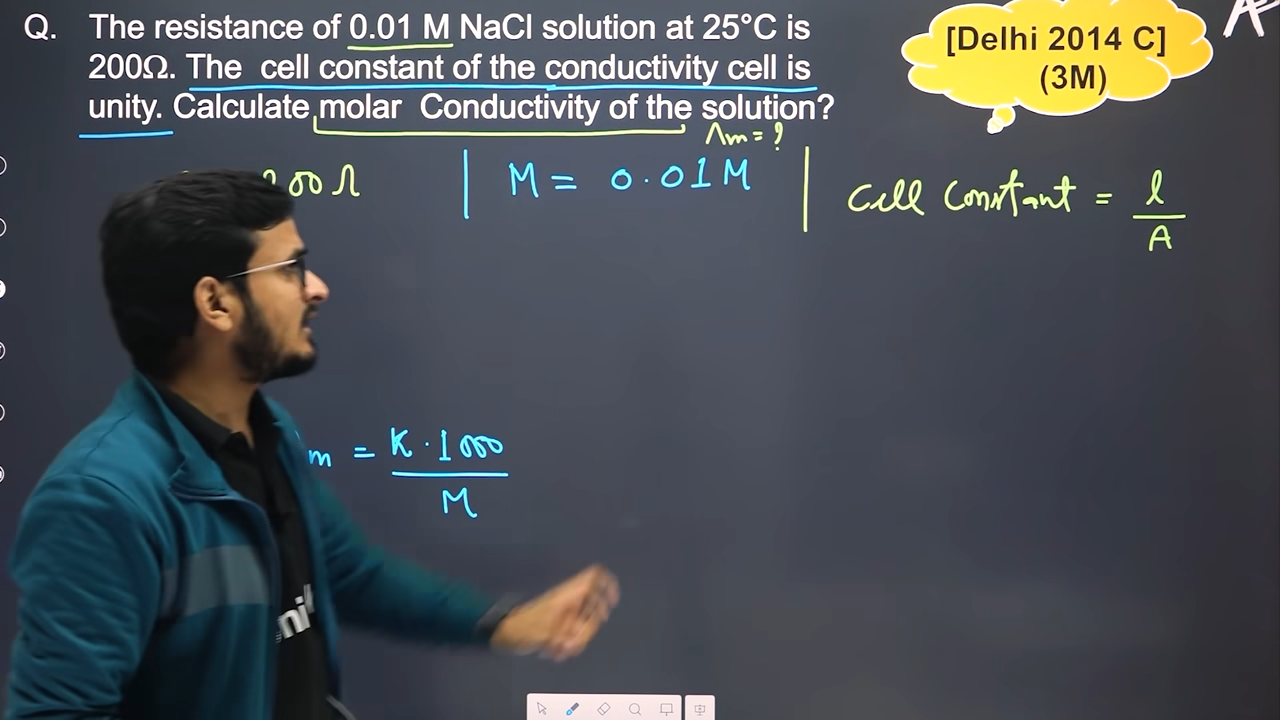 Q. The resistance of 0.01 M NaCl solution at 25°C is
200Ω. The cell constant of the conductivity cell is
unity. Calculate molar Conductivity of the solution?
[Delhi 2014 C]
(3M)
Λm = ?
200 Ω
M = 0.01 M
Cell Constant = l
A
m = K · 1000
M